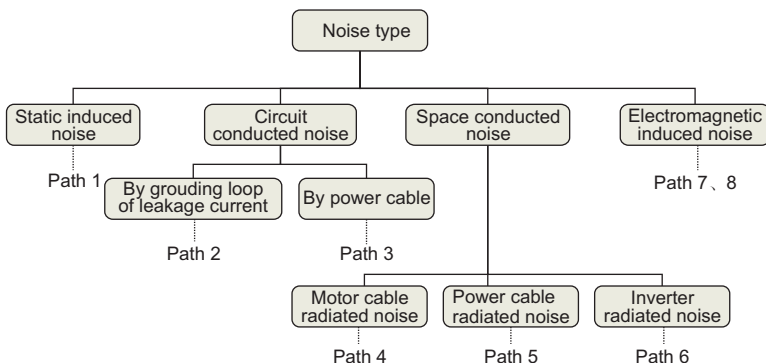 Noise type
Static induced
noise
Circuit
conducted noise
Space conducted
noise
Electromagnetic
induced noise
Path 1
By grouding loop
of leakage current
By power cable
Path 7、8
Path 2
Path 3
Motor cable
radiated noise
Power cable
radiated noise
Inverter
radiated noise
Path 4
Path 5
Path 6